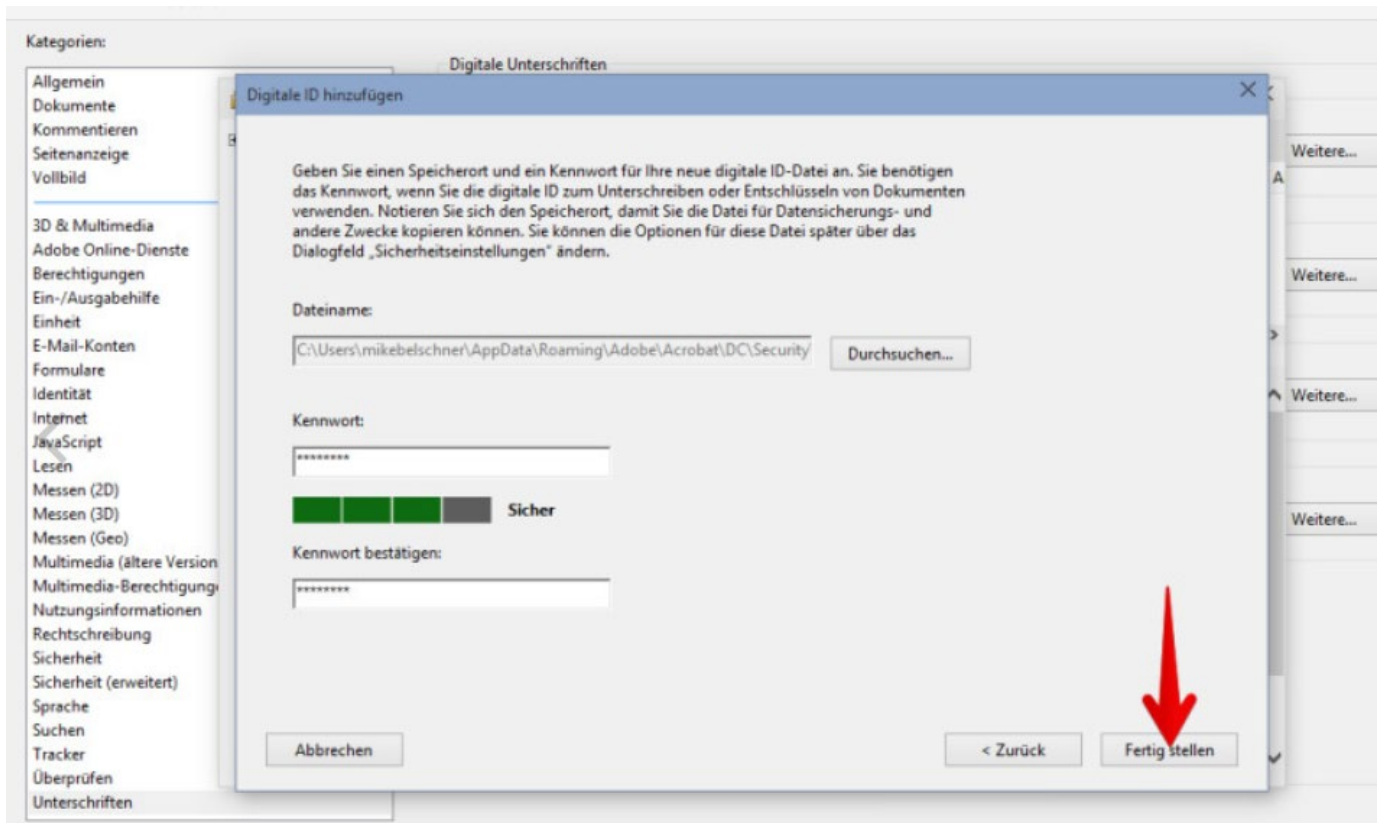 Kategorien:
Allgemein
Dokumente
Kommentieren
Seitenanzeige
Vollbild
3D & Multimedia
Adobe Online-Dienste
Berechtigungen
Ein-/Ausgabehilfe
Einheit
E-Mail-Konten
Formulare
Identität
Internet
JavaScript
Lesen
Messen (2D)
Messen (3D)
Messen (Geo)
Multimedia (ältere Version
Multimedia-Berechtigung
Nutzungsinformationen
Rechtschreibung
Sicherheit
Sicherheit (erweitert)
Sprache
Suchen
Tracker
Überprüfen
Unterschriften
Digitale Unterschriften
Digitale ID hinzufügen
Geben Sie einen Speicherort und ein Kennwort für Ihre neue digitale ID-Datei an. Sie benötigen
das Kennwort, wenn Sie die digitale ID zum Unterschreiben oder Entschlüsseln von Dokumenten
verwenden. Notieren Sie sich den Speicherort, damit Sie die Datei für Datensicherungs- und
andere Zwecke kopieren können. Sie können die Optionen für diese Datei später über das
Dialogfeld „Sicherheitseinstellungen" ändern.
Dateiname:
C:\Users\mikebelschner\AppData\Roaming\Adobe\Acrobat\DC\Security
Durchsuchen...
Kennwort:
********
Sicher
Kennwort bestätigen:
********
Abbrechen
< Zurück
Fertig stellen
A
Weitere...
Weitere...
Weitere...
Weitere...